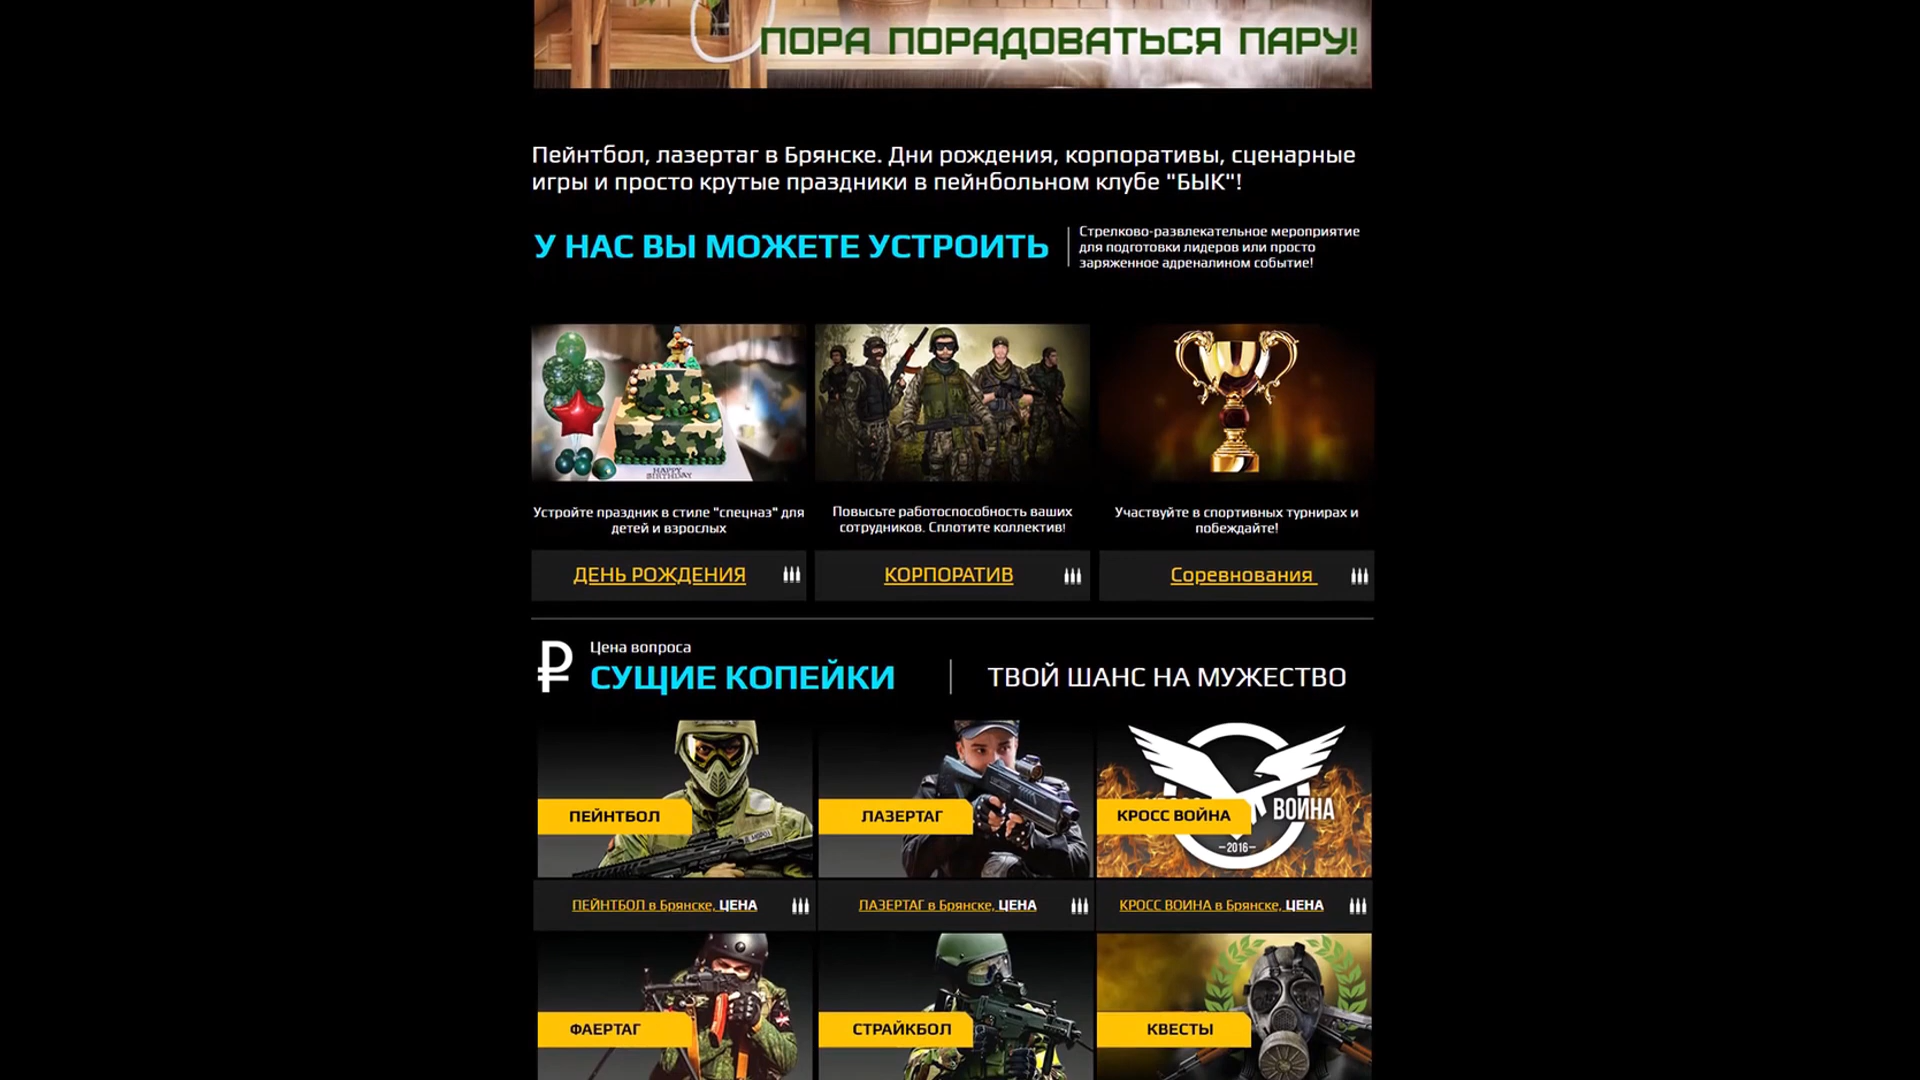 ПОРА ПОРАДОВАТЬСЯ ПАРУ!
Пейнтбол, лазертаг в Брянске. Дни рождения, корпоративы, сценарные
игры и просто крутые праздники в пейнбольном клубе "БЫК"!
У НАС ВЫ МОЖЕТЕ УСТРОИТЬ
Стрелково-развлекательное мероприятие
для подготовки лидеров или просто
заряженное адреналином событие!
HAPPY
BIRTHDAY
Устройте праздник в стиле "спецназ" для
детей и взрослых
Повысьте работоспособность ваших
сотрудников. Сплотите коллектив!
Участвуйте в спортивных турнирах и
побеждайте!
ДЕНЬ РОЖДЕНИЯ
КОРПОРАТИВ
Соревнования
₽
Цена вопроса
СУЩИЕ КОПЕЙКИ
ТВОЙ ШАНС НА МУЖЕСТВО
ПЕЙНТБОЛ
ЛАЗЕРТАГ
КРОСС ВОЙНА
ВОЙНА
–2016–
ПЕЙНТБОЛ в Брянске, ЦЕНА
ЛАЗЕРТАГ в Брянске, ЦЕНА
КРОСС ВОЙНА в Брянске, ЦЕНА
ФАЕРТАГ
СТРАЙКБОЛ
КВЕСТЫ